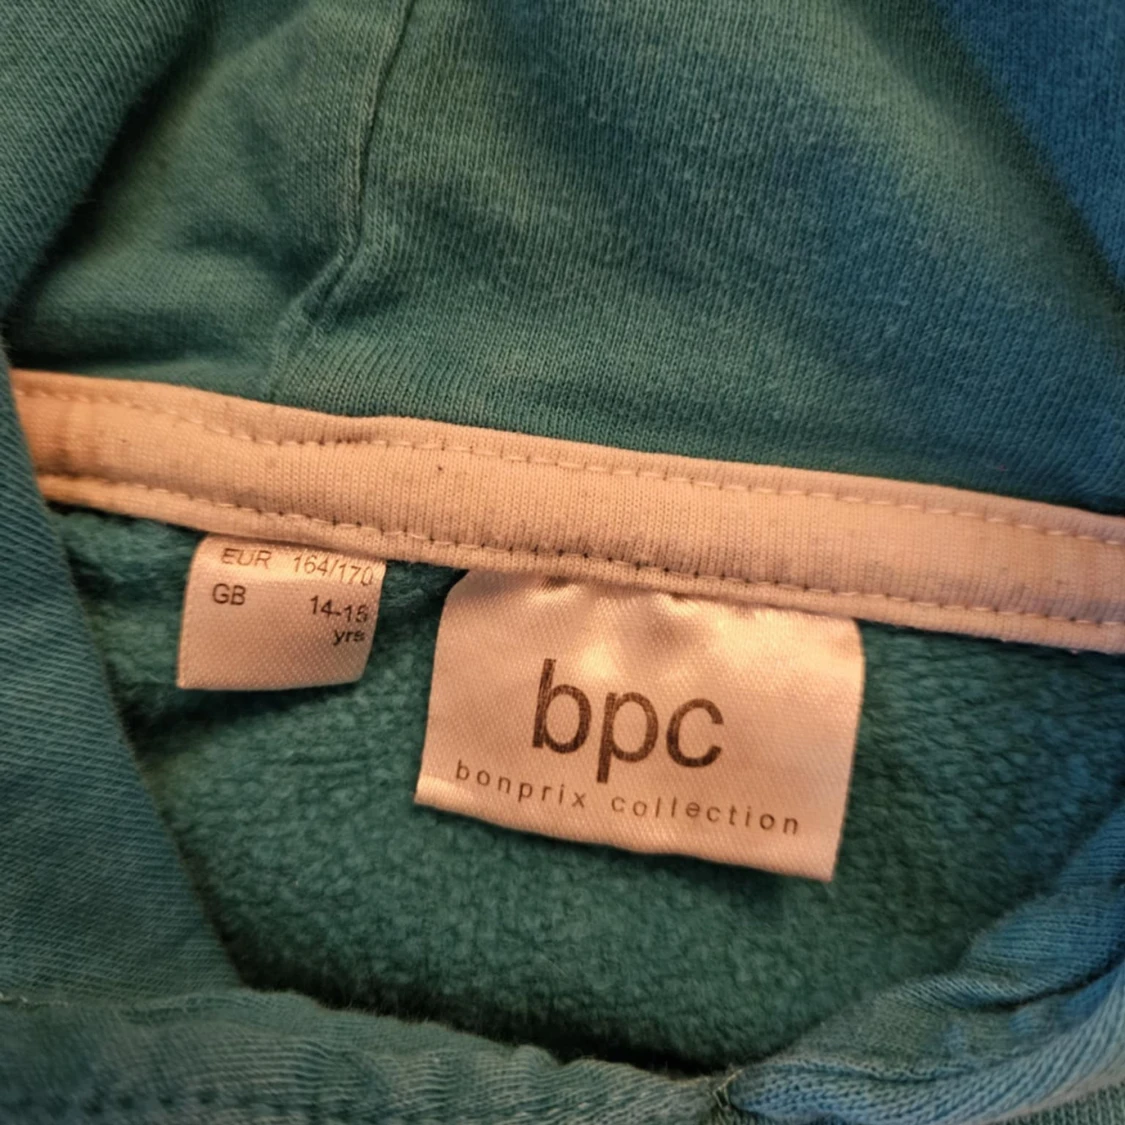 EUR 164/170
GB 14-15
yrs
bpc
bonprix collection